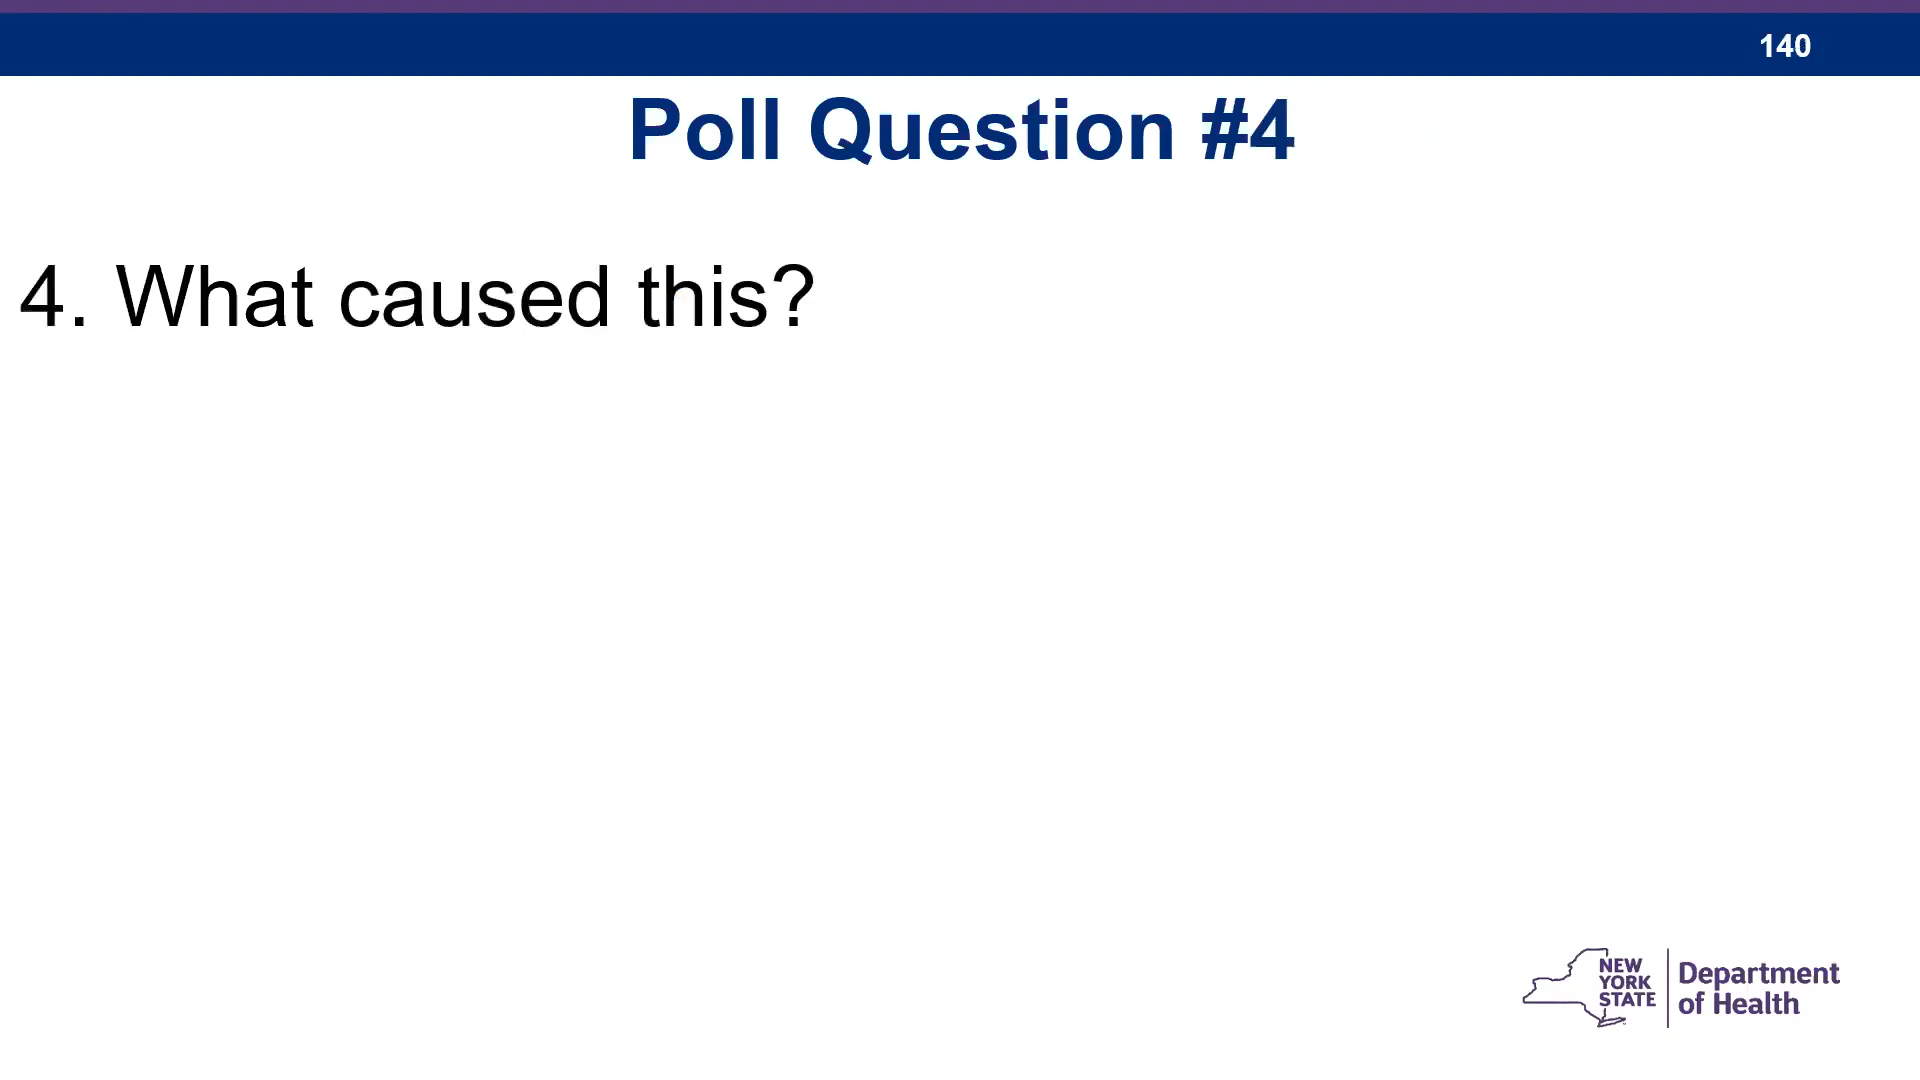 140
Poll Question #4
4. What caused this?
NEW
YORK
STATE
Department
of Health